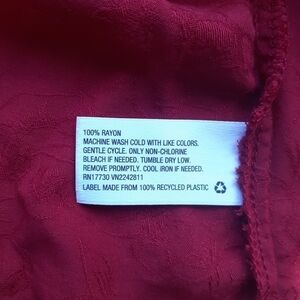 100% RAYON
MACHINE WASH COLD WITH LIKE COLORS.
GENTLE CYCLE. ONLY NON-CHLORINE
BLEACH IF NEEDED. TUMBLE DRY LOW.
REMOVE PROMPTLY. COOL IRON IF NEEDED.
RN17730 VN2242811
LABEL MADE FROM 100% RECYCLED PLASTIC